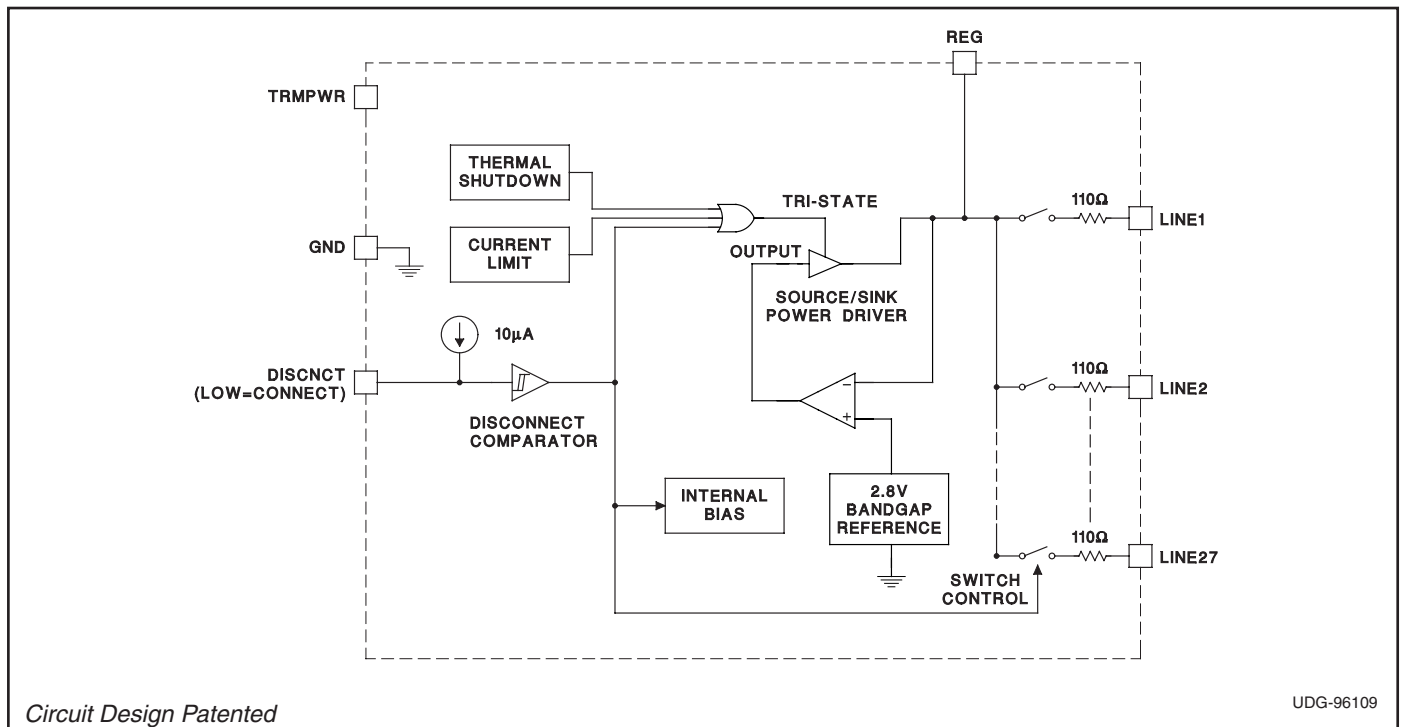 REG
TRMPWR
THERMAL
SHUTDOWN
TRI-STATE
110Ω
LINE1
GND
CURRENT
LIMIT
OUTPUT
SOURCE/SINK
POWER DRIVER
10µA
DISCNCT
(LOW=CONNECT)
110Ω
LINE2
−
+
DISCONNECT
COMPARATOR
INTERNAL
BIAS
2.8V
BANDGAP
REFERENCE
110Ω
LINE27
SWITCH
CONTROL
Circuit Design Patented
UDG-96109